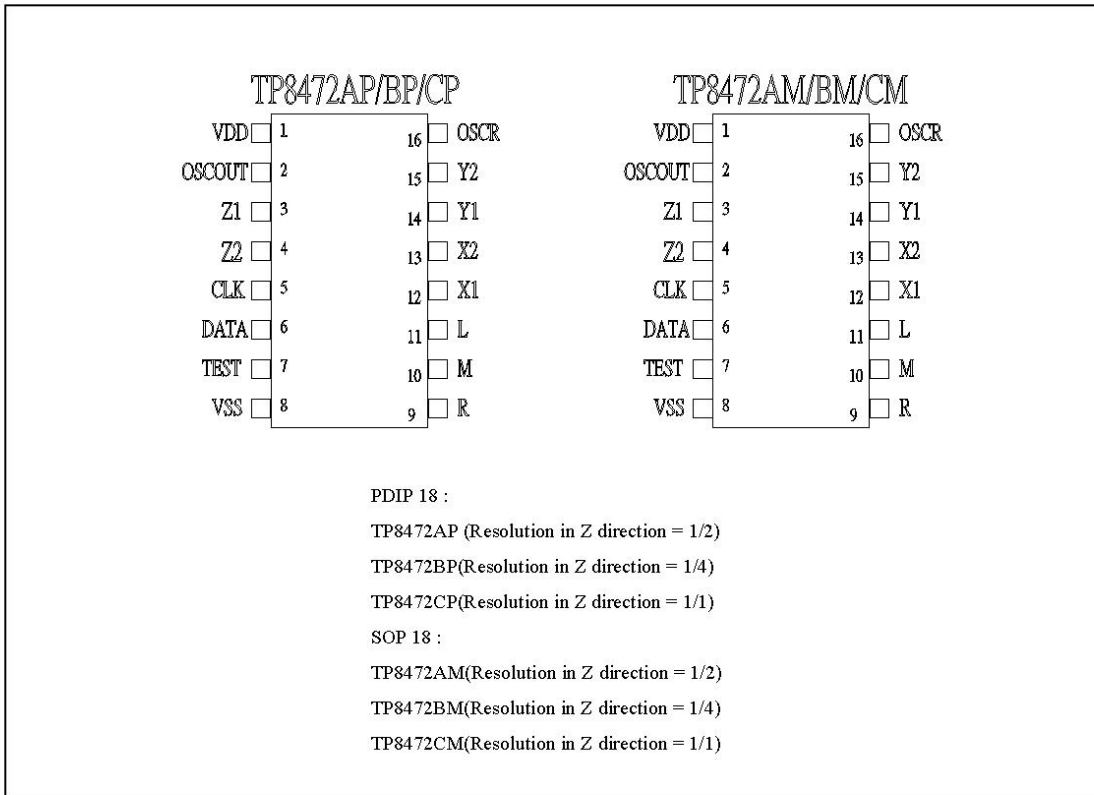 TP8472AP/BP/CP
VDD 1 16 OSCR
OSCOUT 2 15 Y2
Z1 3 14 Y1
Z2 4 13 X2
CLK 5 12 X1
DATA 6 11 L
TEST 7 10 M
VSS 8 9 R
TP8472AM/BM/CM
VDD 1 16 OSCR
OSCOUT 2 15 Y2
Z1 3 14 Y1
Z2 4 13 X2
CLK 5 12 X1
DATA 6 11 L
TEST 7 10 M
VSS 8 9 R
PDIP 18 :
TP8472AP (Resolution in Z direction = 1/2)
TP8472BP(Resolution in Z direction = 1/4)
TP8472CP(Resolution in Z direction = 1/1)
SOP 18 :
TP8472AM(Resolution in Z direction = 1/2)
TP8472BM(Resolution in Z direction = 1/4)
TP8472CM(Resolution in Z direction = 1/1)